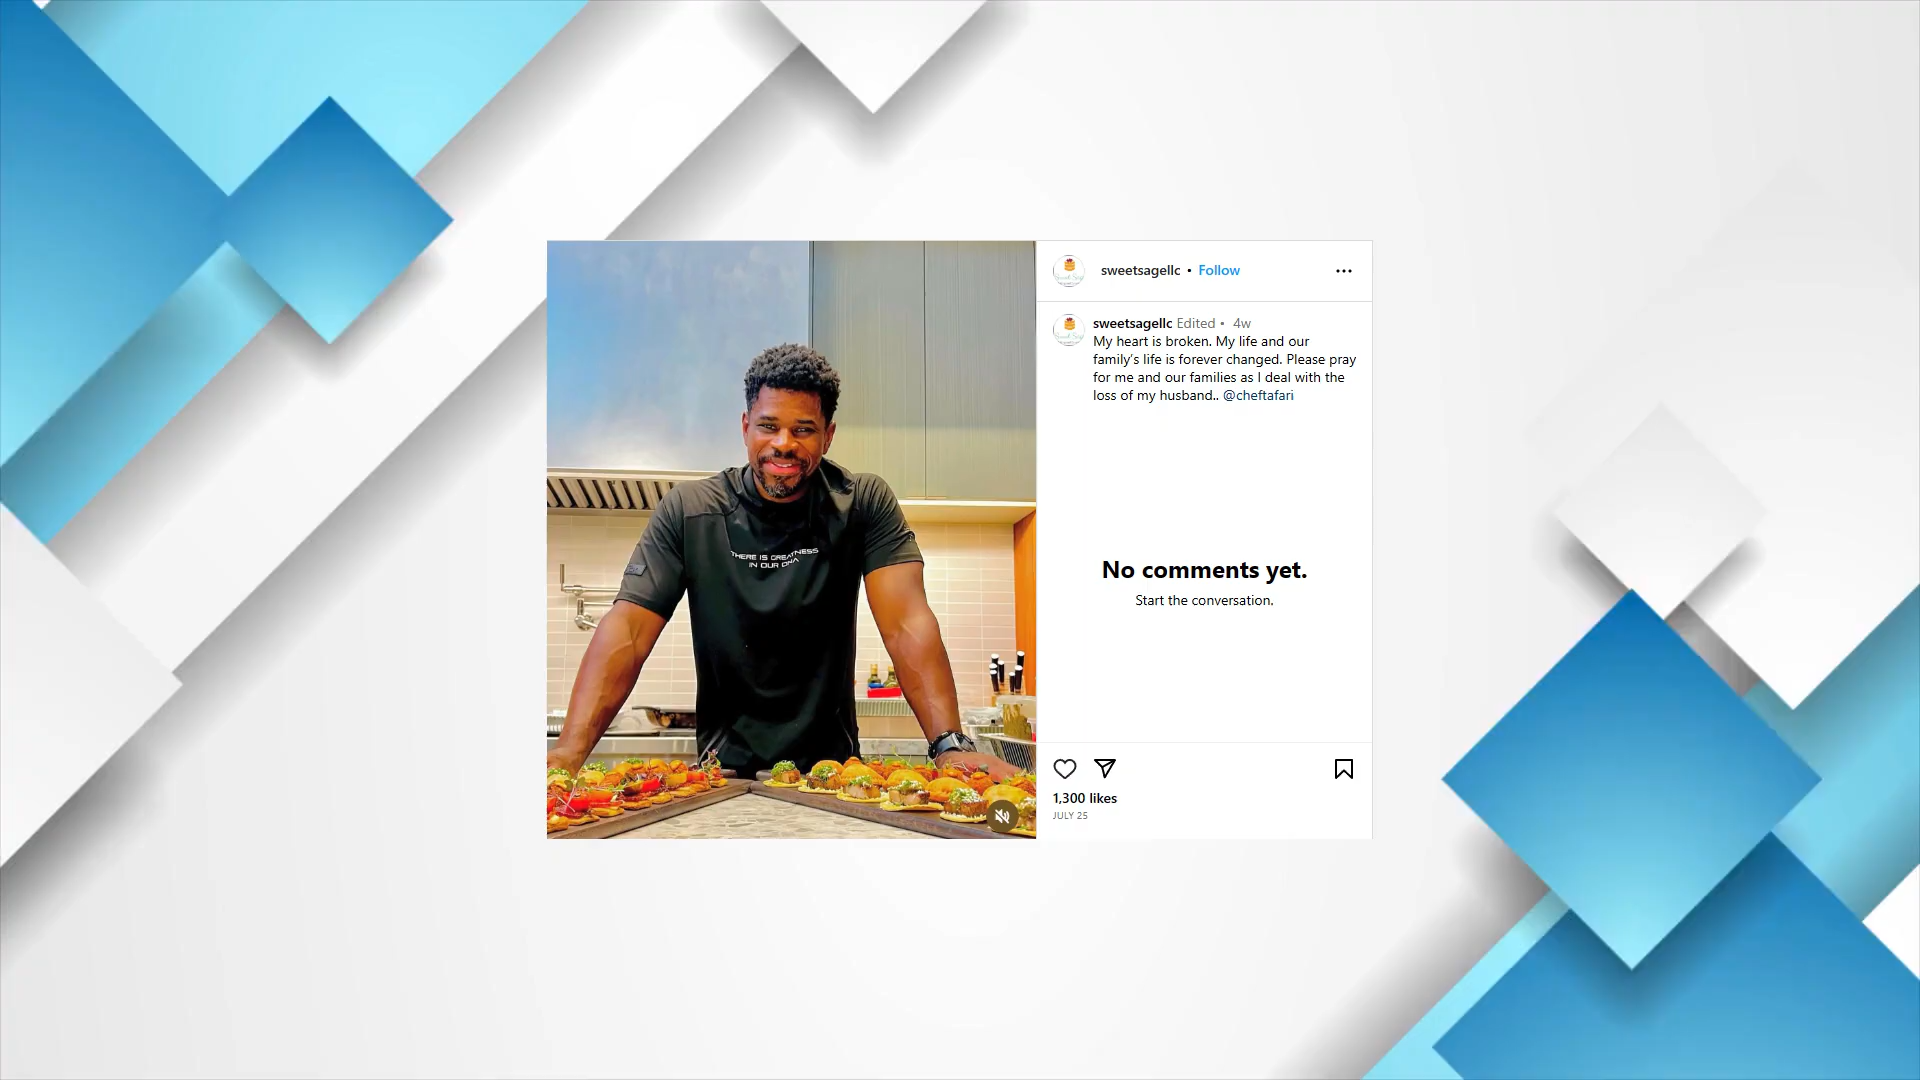 sweetsagellc • Follow
sweetsagellc Edited • 4w
My heart is broken. My life and our
family's life is forever changed. Please pray
for me and our families as I deal with the
loss of my husband.. @cheftafari
THERE IS GREATNESS
IN OUR DNA
No comments yet.
Start the conversation.
1,300 likes
JULY 25